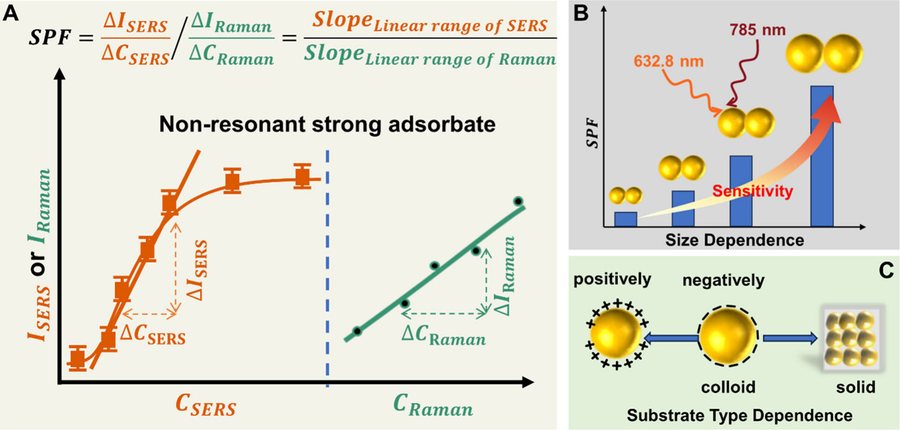 A
SPF = ΔI_SERS/ΔC_SERS / ΔI_Raman/ΔC_Raman = Slope_Linear range of SERS/Slope_Linear range of Raman
Non-resonant strong adsorbate
I_SERS or I_Raman
ΔI_SERS
ΔC_SERS
ΔI_Raman
ΔC_Raman
C_SERS
C_Raman
B
785 nm
632.8 nm
SPF
Sensitivity
Size Dependence
C
positively
negatively
colloid
solid
Substrate Type Dependence